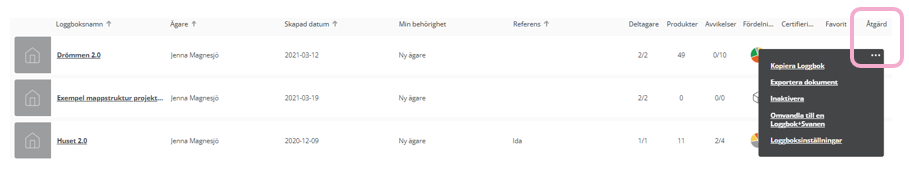 Loggboksnamn ↑ Ägare ↑ Skapad datum ↑ Min behörighet Referens ↑ Deltagare Produkter Avvikelser Fördelni... Certifieri... Favorit Åtgärd
Drömmen 2.0 Jenna Magnesjö 2021-03-12 Ny ägare 2/2 49 0/10 ...
Kopiera Loggbok
Exportera dokument
Exempel mappstruktur projekt... Jenna Magnesjö 2021-03-19 Ny ägare 2/2 0 0/0
Inaktivera
Omvandla till en
Loggbok+Svanen
Huset 2.0 Jenna Magnesjö 2020-12-09 Ny ägare Ida 1/1 11 2/4
Loggboksinställningar